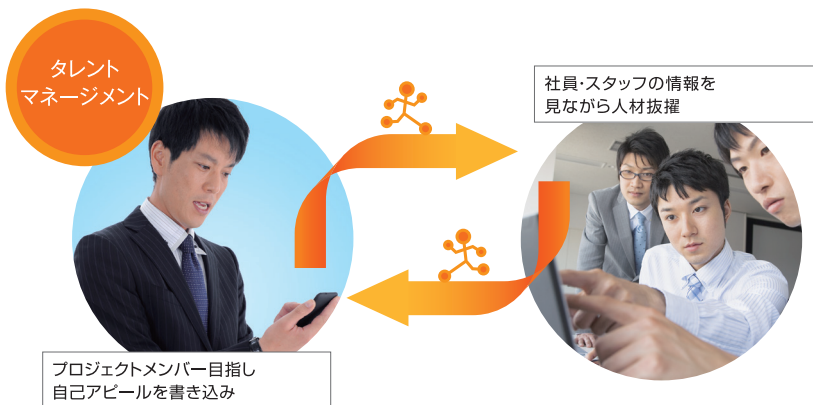 タレント
マネージメント
社員・スタッフの情報を
見ながら人材抜擢
プロジェクトメンバー目指し
自己アピールを書き込み